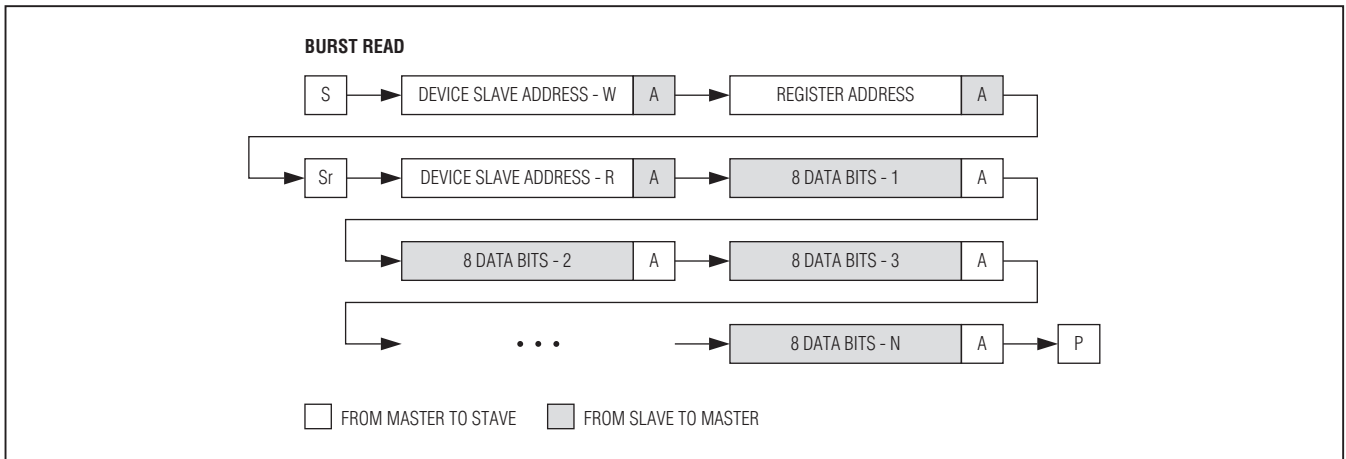 BURST READ
S DEVICE SLAVE ADDRESS - W A REGISTER ADDRESS A
Sr DEVICE SLAVE ADDRESS - R A 8 DATA BITS - 1 A
8 DATA BITS - 2 A 8 DATA BITS - 3 A
• • • 8 DATA BITS - N A P
FROM MASTER TO STAVE FROM SLAVE TO MASTER